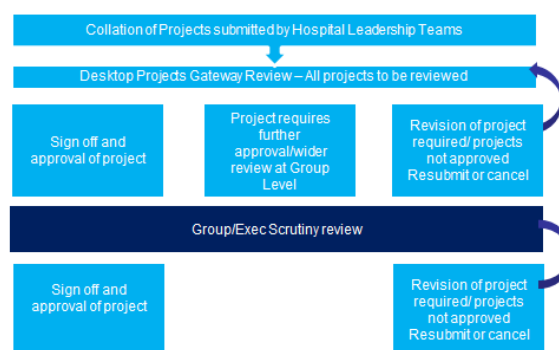 Collation of Projects submitted by Hospital Leadership Teams
Desktop Projects Gateway Review – All projects to be reviewed
Sign off and
approval of project
Project requires
further
approval/wider
review at Group
Level
Revision of project
required/ projects
not approved
Resubmit or cancel
Group/Exec Scrutiny review
Sign off and
approval of project
Revision of project
required/ projects
not approved
Resubmit or cancel